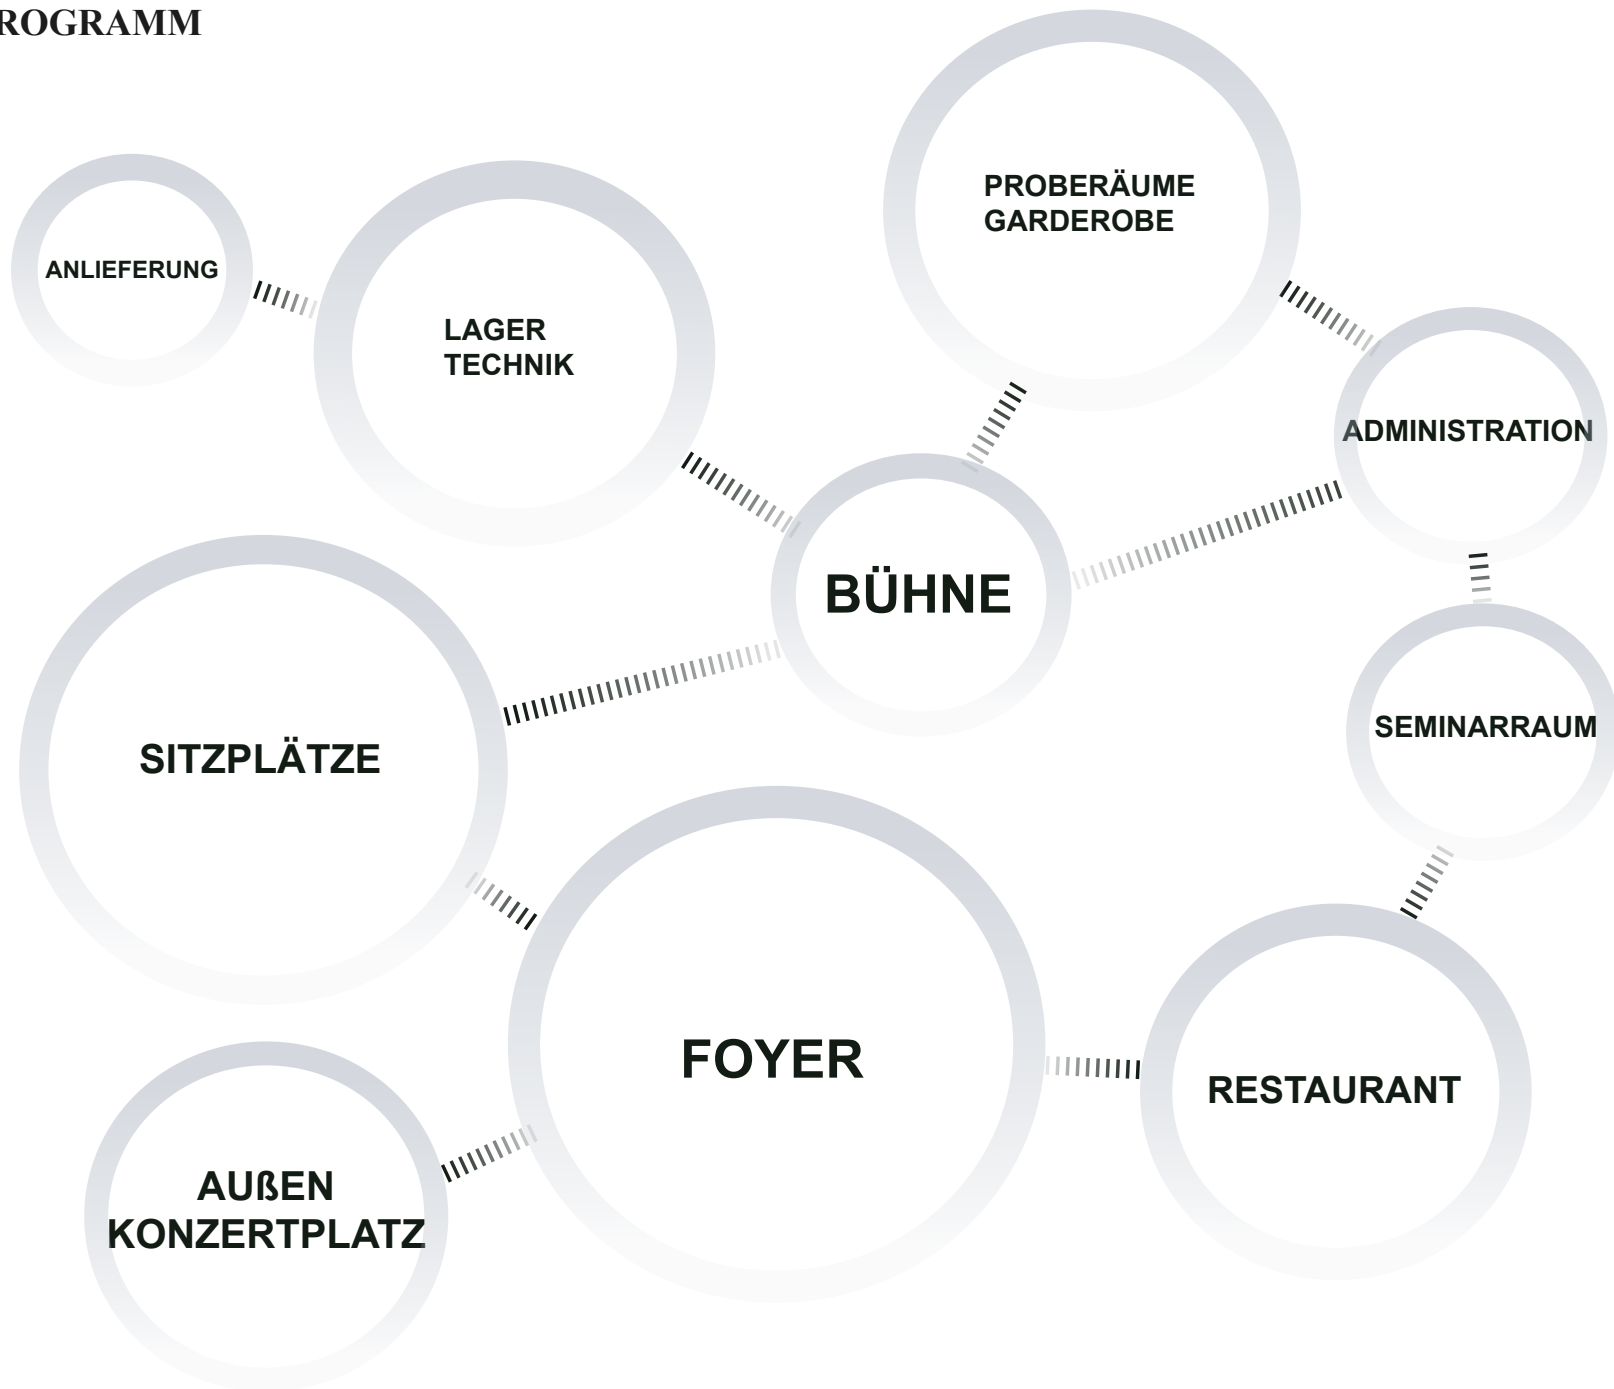 ROGRAMM
PROBERÄUME
GARDEROBE
ANLIEFERUNG
LAGER
TECHNIK
ADMINISTRATION
BÜHNE
SEMINARRAUM
SITZPLÄTZE
FOYER
RESTAURANT
AUßEN
KONZERTPLATZ